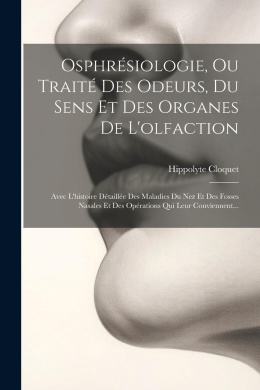 Osphrésiologie, Ou
Traité Des Odeurs, Du
Sens Et Des Organes
De L'olfaction
Hippolyte Cloquet
Avec L'histoire Détaillée Des Maladies Du Nez Et Des Fosses
Nasales Et Des Opérations Qui Leur Conviennent...